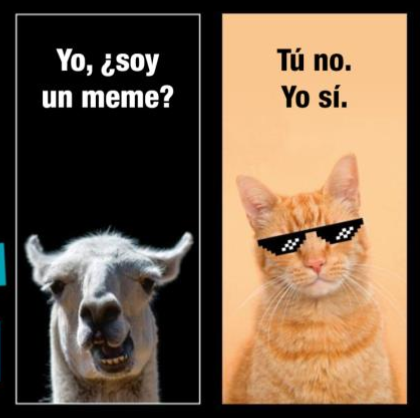 Yo, ¿soy
un meme?
Tú no.
Yo sí.